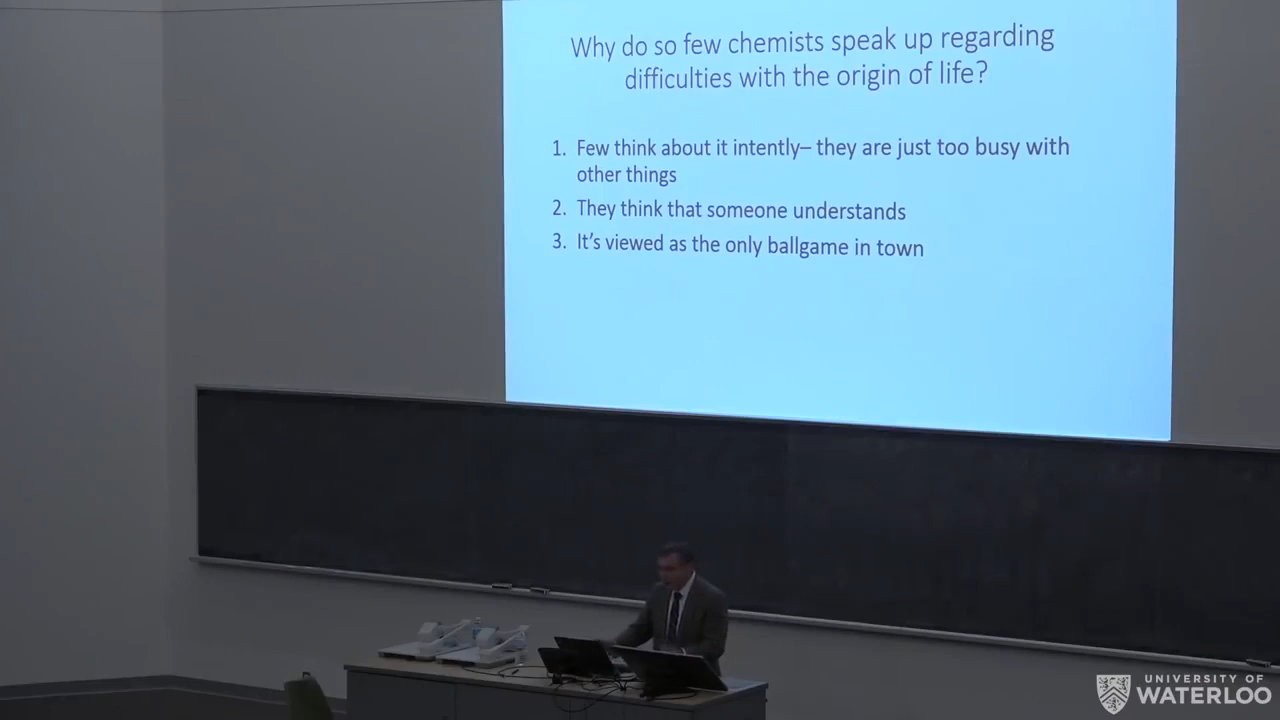 Why do so few chemists speak up regarding
difficulties with the origin of life?
1. Few think about it intently– they are just too busy with
other things
2. They think that someone understands
3. It's viewed as the only ballgame in town
UNIVERSITY OF
WATERLOO